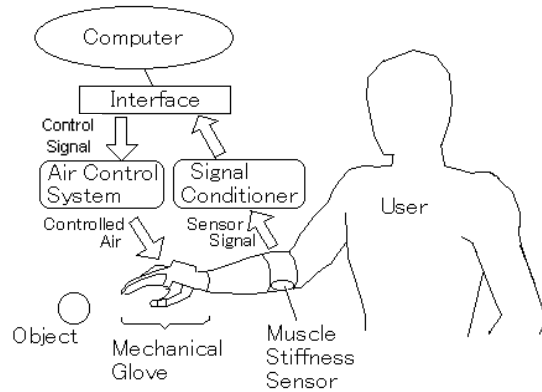 Computer
Interface
Control
Signal
Air Control
System
Signal
Conditioner
Controlled
Air
Sensor
Signal
User
Object
Mechanical
Glove
Muscle
Stiffness
Sensor